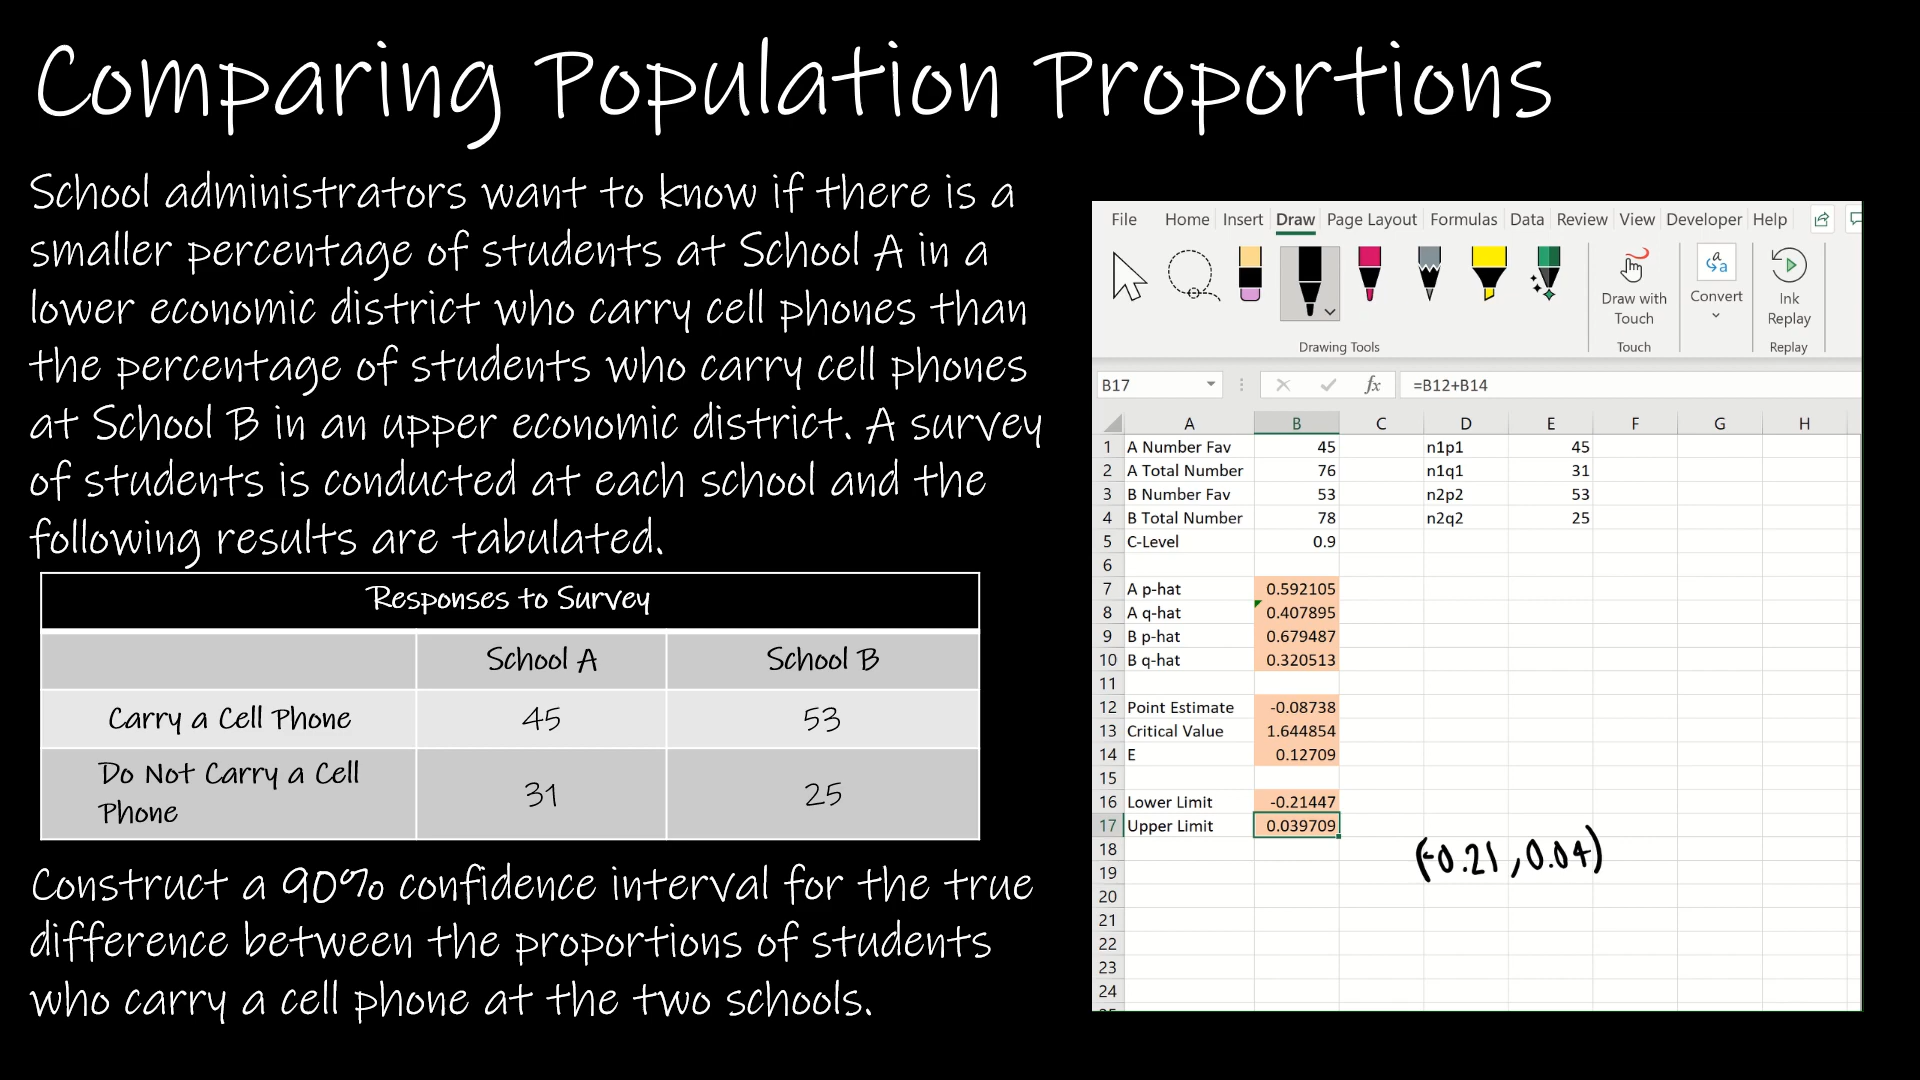 Comparing Population Proportions
School administrators want to know if there is a
smaller percentage of students at School A in a
lower economic district who carry cell phones than
the percentage of students who carry cell phones
at School B in an upper economic district. A survey
of students is conducted at each school and the
following results are tabulated.
Responses to Survey
School A School B
Carry a Cell Phone 45 53
Do Not Carry a Cell
Phone 31 25
Construct a 90% confidence interval for the true
difference between the proportions of students
who carry a cell phone at the two schools.
File Home Insert Draw Page Layout Formulas Data Review View Developer Help
Draw with
Touch
Convert
Ink
Replay
Drawing Tools Touch Replay
B17 fx =B12+B14
A B C D E F G H
1 A Number Fav 45 n1p1 45
2 A Total Number 76 n1q1 31
3 B Number Fav 53 n2p2 53
4 B Total Number 78 n2q2 25
5 C-Level 0.9
6
7 A p-hat 0.592105
8 A q-hat 0.407895
9 B p-hat 0.679487
10 B q-hat 0.320513
11
12 Point Estimate -0.08738
13 Critical Value 1.644854
14 E 0.12709
15
16 Lower Limit -0.21447
17 Upper Limit 0.039709
18
(-0.21, 0.04)
19
20
21
22
23
24